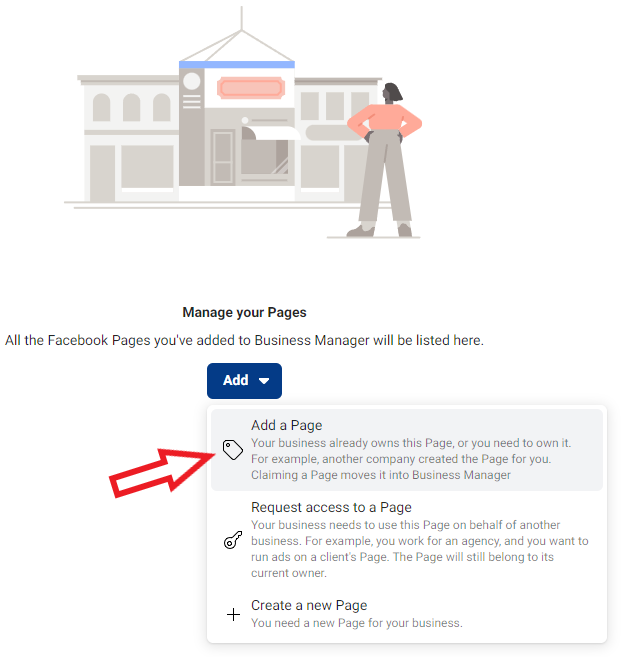 Manage your Pages
All the Facebook Pages you've added to Business Manager will be listed here.
Add
Add a Page
Your business already owns this Page, or you need to own it.
For example, another company created the Page for you.
Claiming a Page moves it into Business Manager
Request access to a Page
Your business needs to use this Page on behalf of another
business. For example, you work for an agency, and you want to
run ads on a client's Page. The Page will still belong to its
current owner.
Create a new Page
You need a new Page for your business.